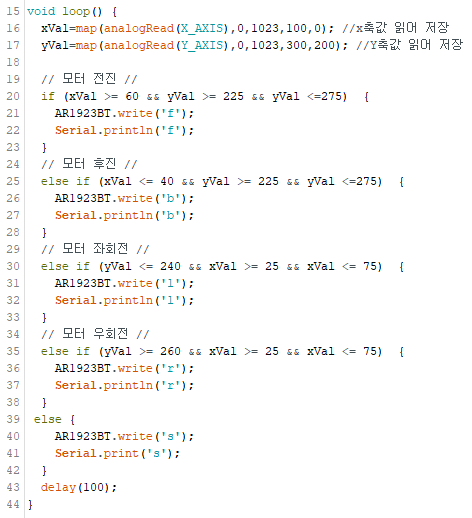 15 void loop() {
16   xVal=map(analogRead(X_AXIS),0,1023,100,0); //x축값 읽어 저장
17   yVal=map(analogRead(Y_AXIS),0,1023,300,200); //Y축값 읽어 저장
18
19   // 모터 전진 //
20   if (xVal >= 60 && yVal >= 225 && yVal <=275)  {
21     AR1923BT.write('f');
22     Serial.println('f');
23   }
24   // 모터 후진 //
25   else if (xVal <= 40 && yVal >= 225 && yVal <=275)  {
26     AR1923BT.write('b');
27     Serial.println('b');
28   }
29   // 모터 좌회전 //
30   else if (yVal <= 240 && xVal >= 25 && xVal <= 75)  {
31     AR1923BT.write('l');
32     Serial.println('l');
33   }
34   // 모터 우회전 //
35   else if (yVal >= 260 && xVal >= 25 && xVal <= 75)  {
36     AR1923BT.write('r');
37     Serial.println('r');
38   }
39  else {
40     AR1923BT.write('s');
41     Serial.print('s');
42   }
43   delay(100);
44 }